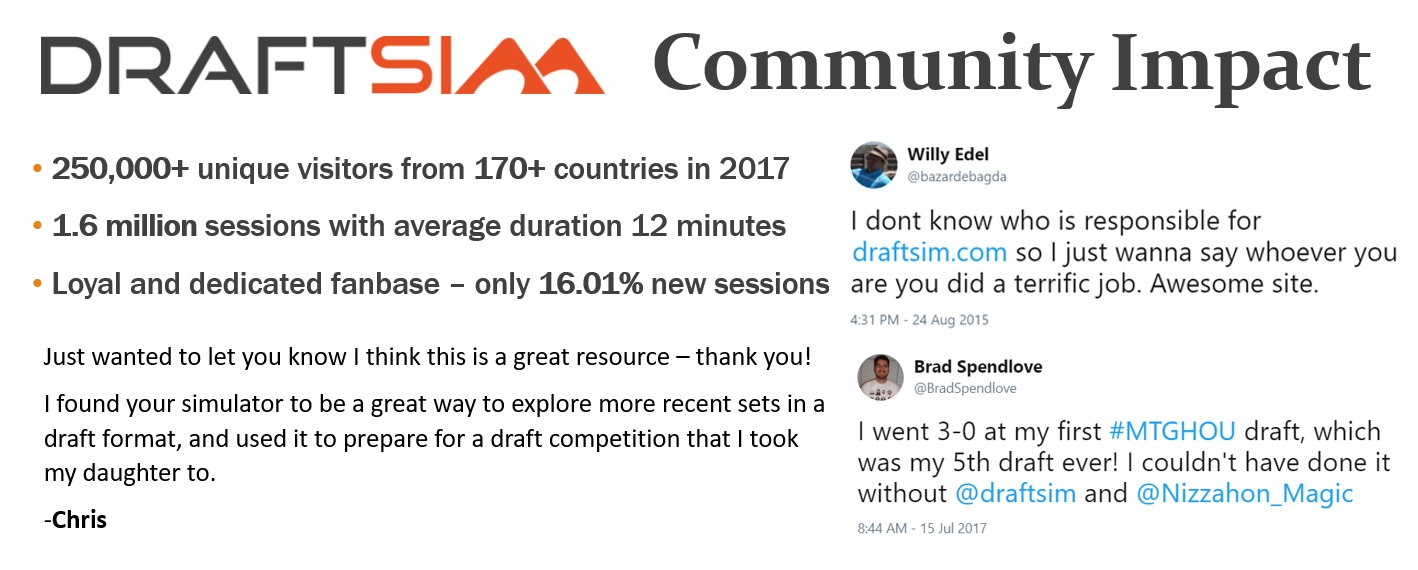 DRAFTSIM Community Impact
• 250,000+ unique visitors from 170+ countries in 2017
• 1.6 million sessions with average duration 12 minutes
• Loyal and dedicated fanbase – only 16.01% new sessions
Just wanted to let you know I think this is a great resource – thank you!
I found your simulator to be a great way to explore more recent sets in a
draft format, and used it to prepare for a draft competition that I took
my daughter to.
-Chris
Willy Edel
@bazardebagda
I dont know who is responsible for
draftsim.com so I just wanna say whoever you
are you did a terrific job. Awesome site.
4:31 PM - 24 Aug 2015
Brad Spendlove
@BradSpendlove
I went 3-0 at my first #MTGHOU draft, which
was my 5th draft ever! I couldn't have done it
without @draftsim and @Nizzahon_Magic
8:44 AM - 15 Jul 2017